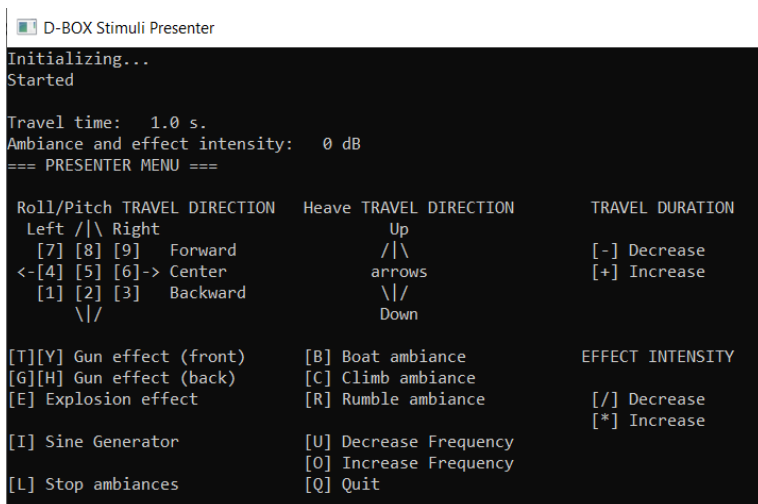 D-BOX Stimuli Presenter
Initializing...
Started
Travel time:   1.0 s.
Ambiance and effect intensity:   0 dB
=== PRESENTER MENU ===
 Roll/Pitch TRAVEL DIRECTION   Heave TRAVEL DIRECTION        TRAVEL DURATION
  Left /|\ Right                        Up
   [7] [8] [9]   Forward               /|\                   [-] Decrease
 <-[4] [5] [6]-> Center               arrows                 [+] Increase
   [1] [2] [3]   Backward              \|/
       \|/                             Down
[T][Y] Gun effect (front)      [B] Boat ambiance            EFFECT INTENSITY
[G][H] Gun effect (back)       [C] Climb ambiance
[E] Explosion effect           [R] Rumble ambiance           [/] Decrease
                                                             [*] Increase
[I] Sine Generator             [U] Decrease Frequency
                               [O] Increase Frequency
[L] Stop ambiances             [Q] Quit